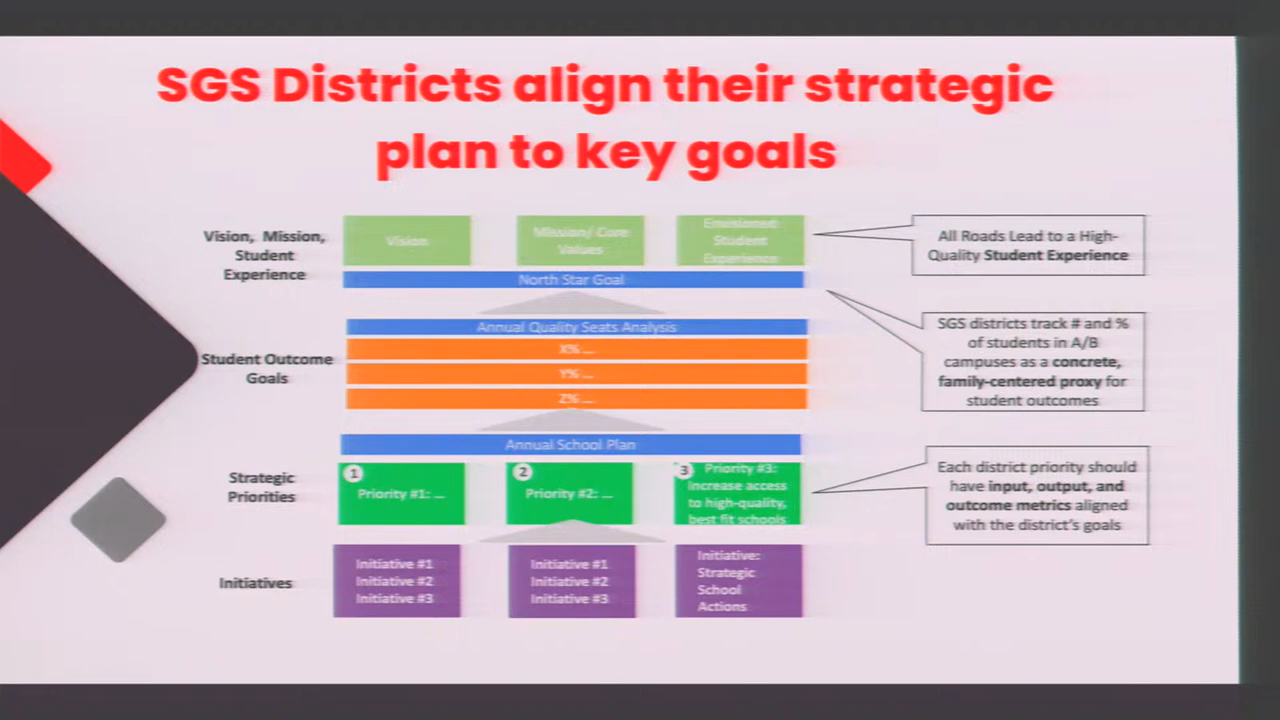 SGS Districts align their strategic
plan to key goals
Vision, Mission,
Student
Experience
Vision
Mission/ Core
Values
Envisioned
Student
Experience
North Star Goal
All Roads Lead to a High-
Quality Student Experience
Annual Quality Seats Analysis
Student Outcome
Goals
X% ...
Y% ...
Z% ...
SGS districts track # and %
of students in A/B
campuses as a concrete,
family-centered proxy for
student outcomes
Annual School Plan
Strategic
Priorities
1
Priority #1: ...
2
Priority #2: ...
3
Priority #3:
Increase access
to high-quality,
best fit schools
Each district priority should
have input, output, and
outcome metrics aligned
with the district's goals
Initiatives
Initiative #1
Initiative #2
Initiative #3
Initiative #1
Initiative #2
Initiative #3
Initiative:
Strategic
School
Actions